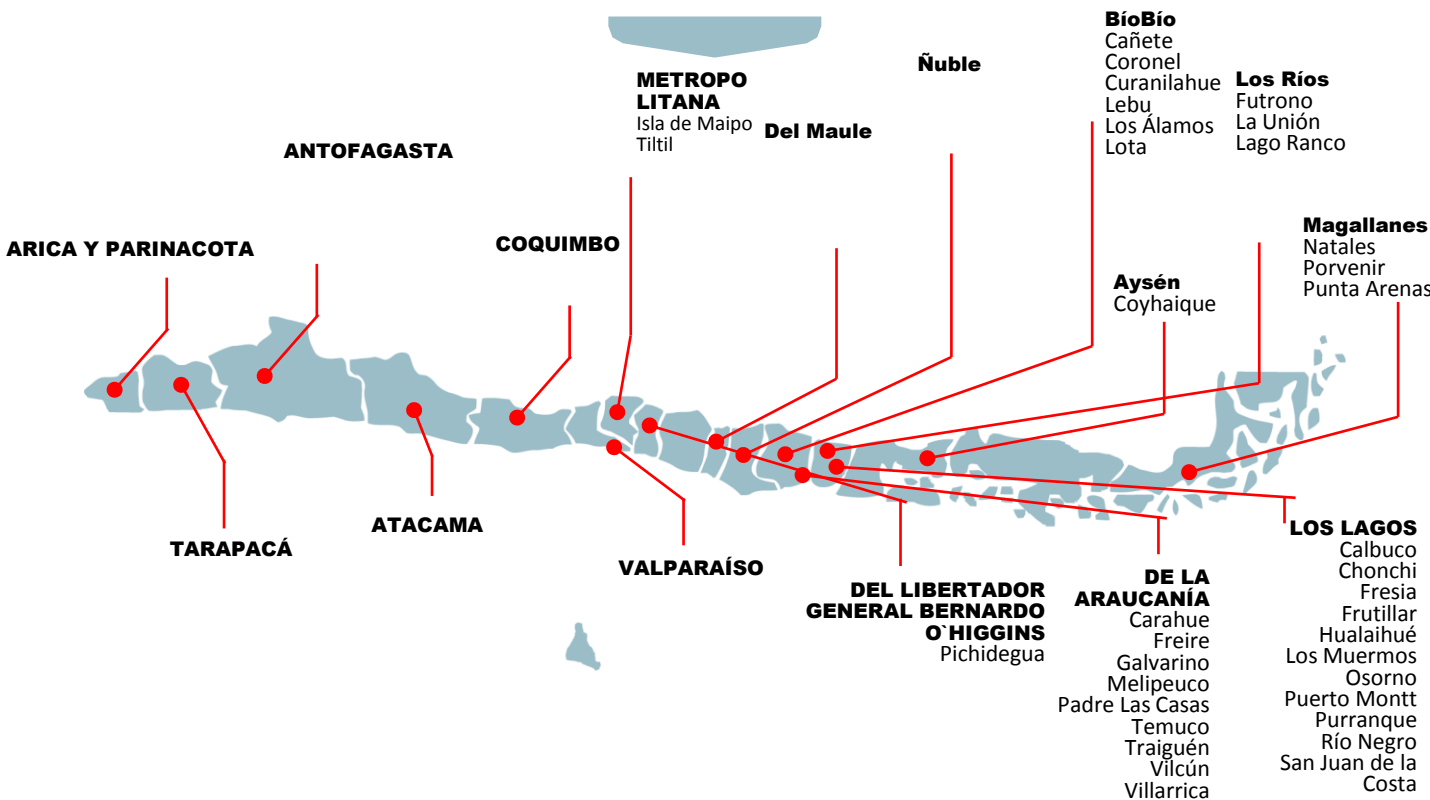 ARICA Y PARINACOTA
ANTOFAGASTA
COQUIMBO
METROPO
LITANA
Isla de Maipo
Tiltil
Del Maule
Ñuble
BíoBío
Cañete
Coronel
Curanilahue
Lebu
Los Álamos
Lota
Los Ríos
Futrono
La Unión
Lago Ranco
Aysén
Coyhaique
Magallanes
Natales
Porvenir
Punta Arenas
TARAPACÁ
ATACAMA
VALPARAÍSO
DEL LIBERTADOR
GENERAL BERNARDO
O`HIGGINS
Pichidegua
DE LA
ARAUCANÍA
Carahue
Freire
Galvarino
Melipeuco
Padre Las Casas
Temuco
Traiguén
Vilcún
Villarrica
LOS LAGOS
Calbuco
Chonchi
Fresia
Frutillar
Hualaihué
Los Muermos
Osorno
Puerto Montt
Purranque
Río Negro
San Juan de la
Costa